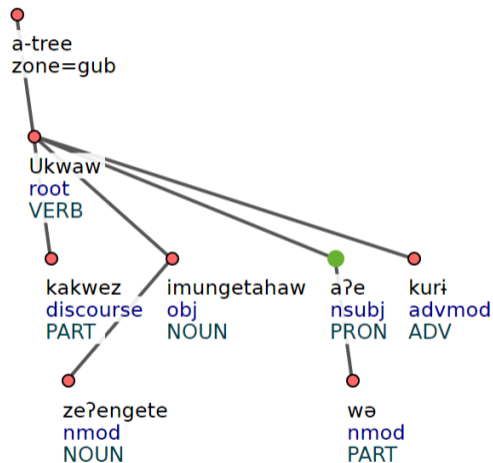 a-tree
zone=gub
Ukwaw
root
VERB
kakwez
discourse
PART
imungetahaw
obj
NOUN
aʔe
nsubj
PRON
kurɨ
advmod
ADV
zeʔengete
nmod
NOUN
wə
nmod
PART